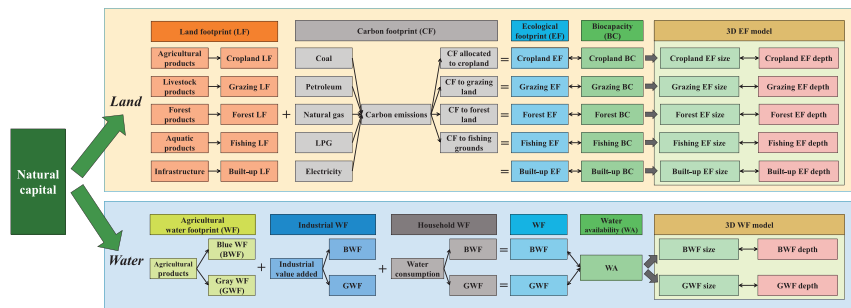 Land footprint (LF)
Carbon footprint (CF)
Ecological
footprint (EF)
Biocapacity
(BC)
3D EF model
Agricultural
products
Cropland LF
Coal
CF allocated
to cropland
=
Cropland EF
Cropland BC
Cropland EF size
Cropland EF depth
Livestock
products
Grazing LF
Petroleum
CF to grazing
land
=
Grazing EF
Grazing BC
Grazing EF size
Grazing EF depth
Land
Forest
products
Forest LF
+
Natural gas
Carbon emissions
CF to forest
land
=
Forest EF
Forest BC
Forest EF size
Forest EF depth
Aquatic
products
Fishing LF
LPG
CF to fishing
grounds
=
Fishing EF
Fishing BC
Fishing EF size
Fishing EF depth
Infrastructure
Built-up LF
Electricity
=
Built-up EF
Built-up BC
Built-up EF size
Built-up EF depth
Natural
capital
Water
Agricultural
water footprint (WF)
Industrial WF
Household WF
WF
Water
availability (WA)
3D WF model
Agricultural
products
Blue WF
(BWF)
Gray WF
(GWF)
+
Industrial
value added
BWF
GWF
+
Water
consumption
BWF
GWF
=
=
BWF
GWF
WA
BWF size
BWF depth
GWF size
GWF depth